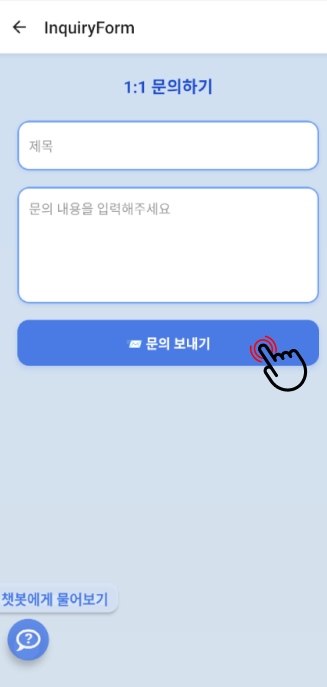 InquiryForm
1:1 문의하기
제목
문의 내용을 입력해주세요
📨 문의 보내기
챗봇에게 물어보기
?